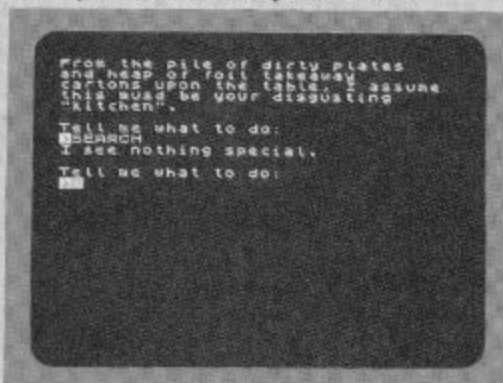 From the pile of dirty plates
and heap of foil takeaway
cartons upon the table, I assume
this must be your disgusting
"kitchen".
Tell me what to do:
>SEARCH
I see nothing special.
Tell me what to do:
>